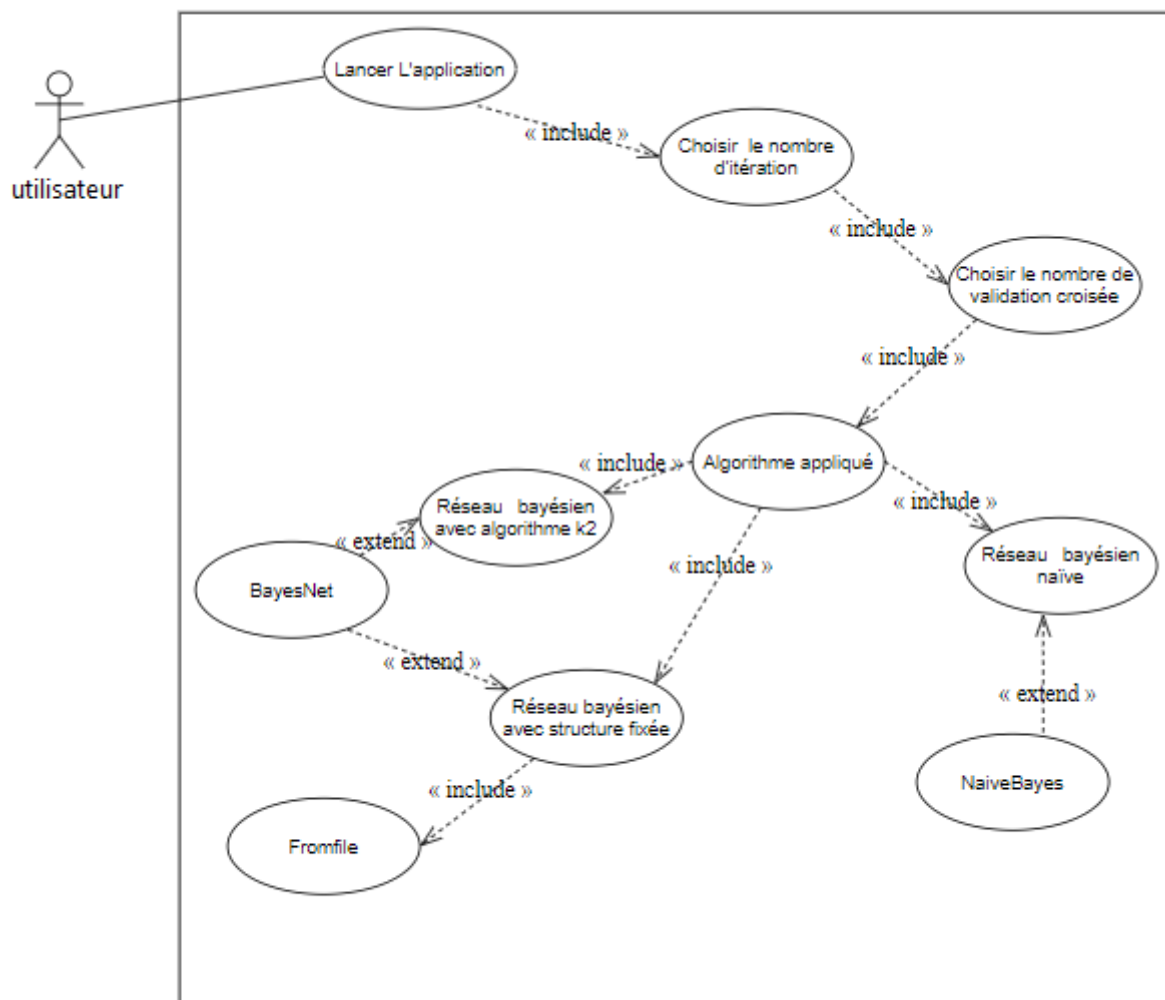 Lancer L'application
« include »
Choisir le nombre
d'itération
utilisateur
« include »
Choisir le nombre de
validation croisée
« include »
Algorithme appliqué
« include »
« include »
Réseau bayésien
avec algorithme k2
« extend »
« include »
Réseau bayésien
naïve
BayesNet
« extend »
Réseau bayésien
avec structure fixée
« extend »
« include »
NaiveBayes
Fromfile